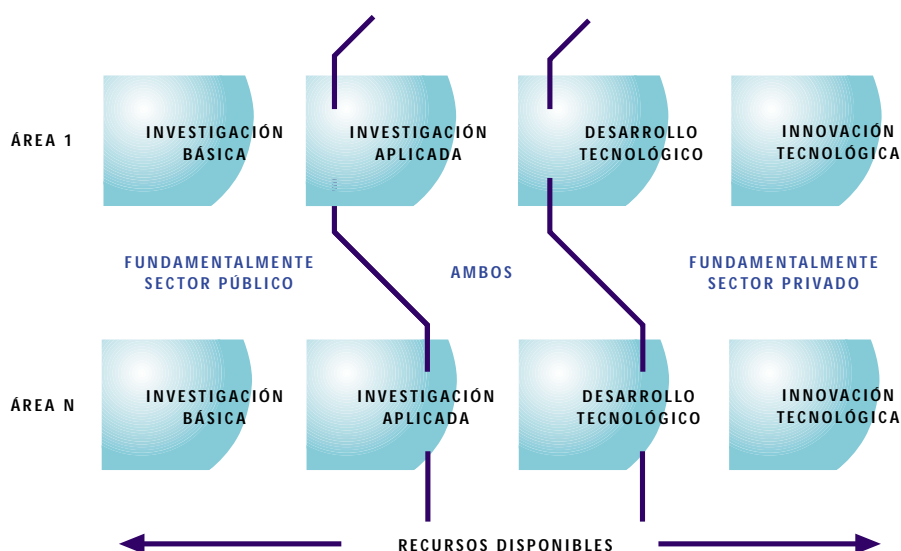 ÁREA 1
INVESTIGACIÓN
BÁSICA
INVESTIGACIÓN
APLICADA
DESARROLLO
TECNOLÓGICO
INNOVACIÓN
TECNOLÓGICA
FUNDAMENTALMENTE
SECTOR PÚBLICO
AMBOS
FUNDAMENTALMENTE
SECTOR PRIVADO
ÁREA N
INVESTIGACIÓN
BÁSICA
INVESTIGACIÓN
APLICADA
DESARROLLO
TECNOLÓGICO
INNOVACIÓN
TECNOLÓGICA
RECURSOS DISPONIBLES